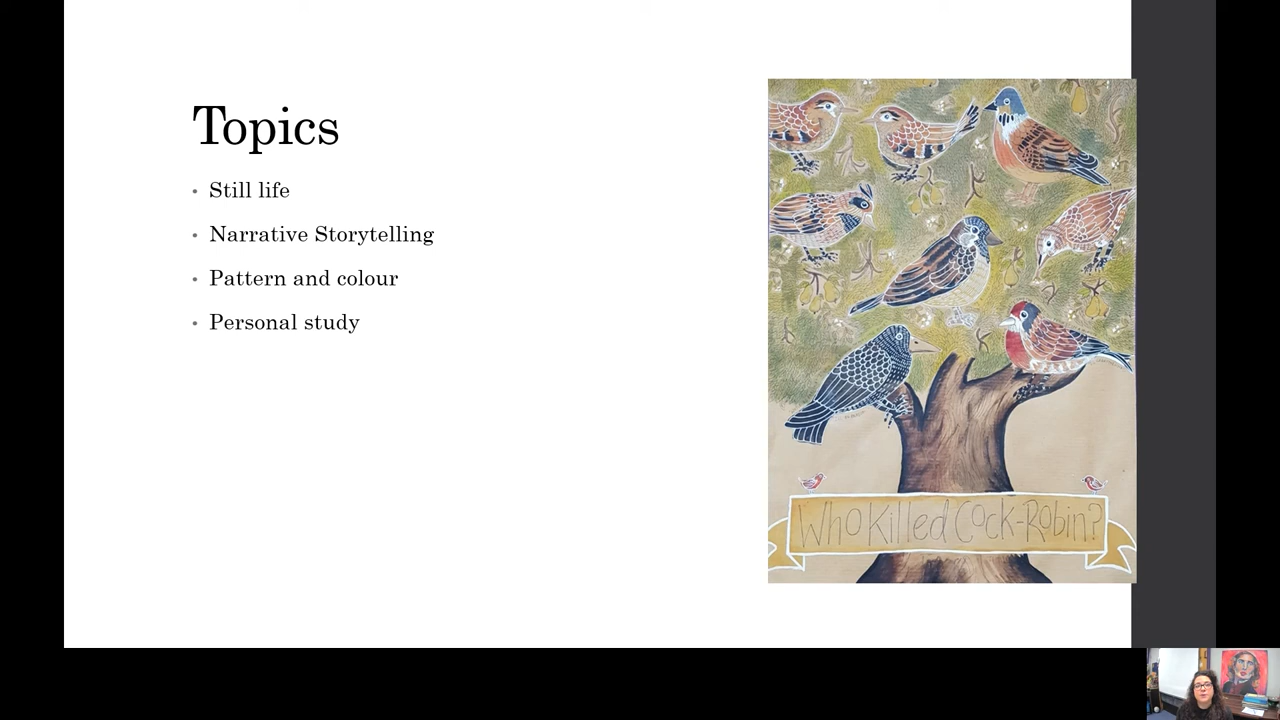 Topics
Still life
Narrative Storytelling
Pattern and colour
Personal study
Who Killed Cock-Robin?